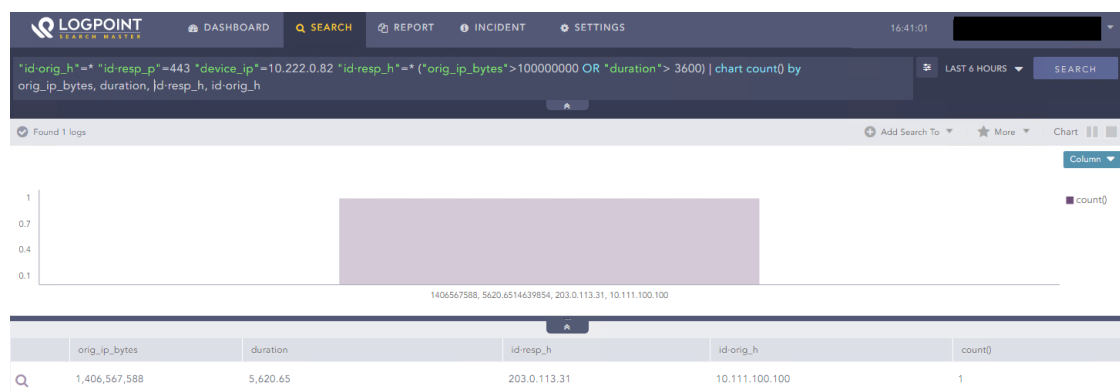 LOGPOINT
SEARCH MASTER
DASHBOARD
SEARCH
REPORT
INCIDENT
SETTINGS
16:41:01
"id·orig_h"=* "id·resp_p"=443 "device_ip"=10.222.0.82 "id·resp_h"=* ("orig_ip_bytes">100000000 OR "duration"> 3600) | chart count() by
orig_ip_bytes, duration, id·resp_h, id·orig_h
LAST 6 HOURS
SEARCH
Found 1 logs
Add Search To
More
Chart
Column
count()
1
0.7
0.4
0.1
1406567588, 5620.6514639854, 203.0.113.31, 10.111.100.100
orig_ip_bytes duration id·resp_h id·orig_h count()
1,406,567,588 5,620.65 203.0.113.31 10.111.100.100 1